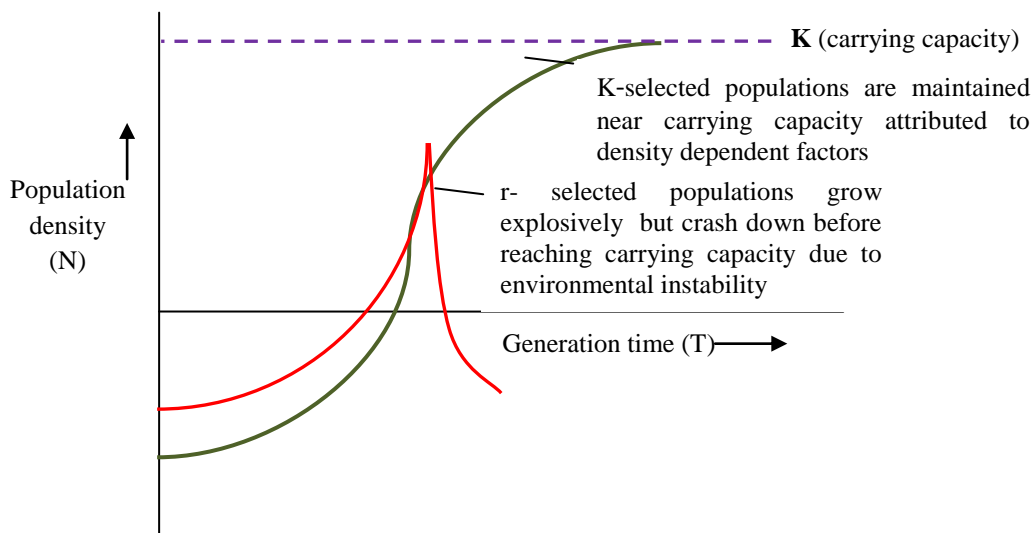 K (carrying capacity)
K-selected populations are maintained
near carrying capacity attributed to
density dependent factors
Population
density
(N)
r- selected populations grow
explosively but crash down before
reaching carrying capacity due to
environmental instability
Generation time (T)